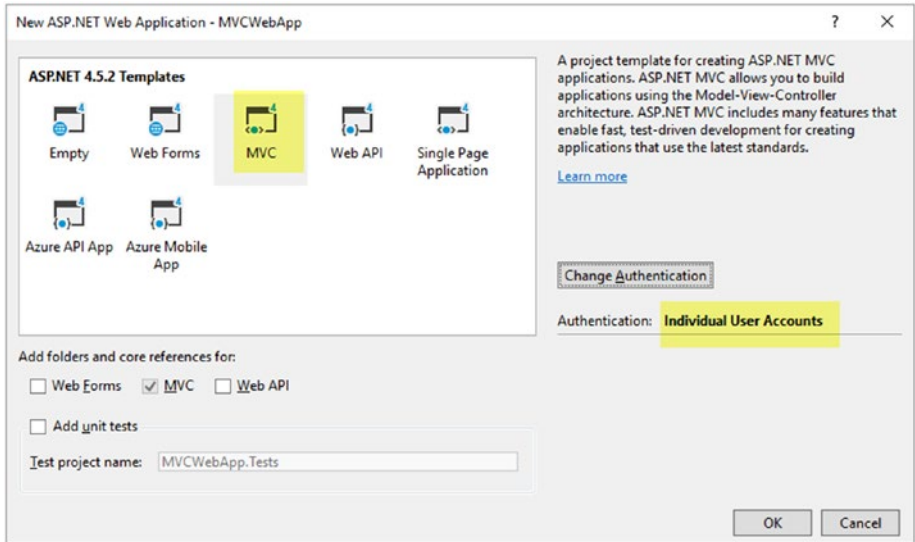 New ASP.NET Web Application - MVCWebApp
ASP.NET 4.5.2 Templates
Empty
Web Forms
MVC
Web API
Single Page
Application
Azure API App
Azure Mobile
App
A project template for creating ASP.NET MVC
applications. ASP.NET MVC allows you to build
applications using the Model-View-Controller
architecture. ASP.NET MVC includes many features that
enable fast, test-driven development for creating
applications that use the latest standards.
Learn more
Change Authentication
Authentication: Individual User Accounts
Add folders and core references for:
Web Forms MVC Web API
Add unit tests
Test project name: MVCWebApp.Tests
OK Cancel